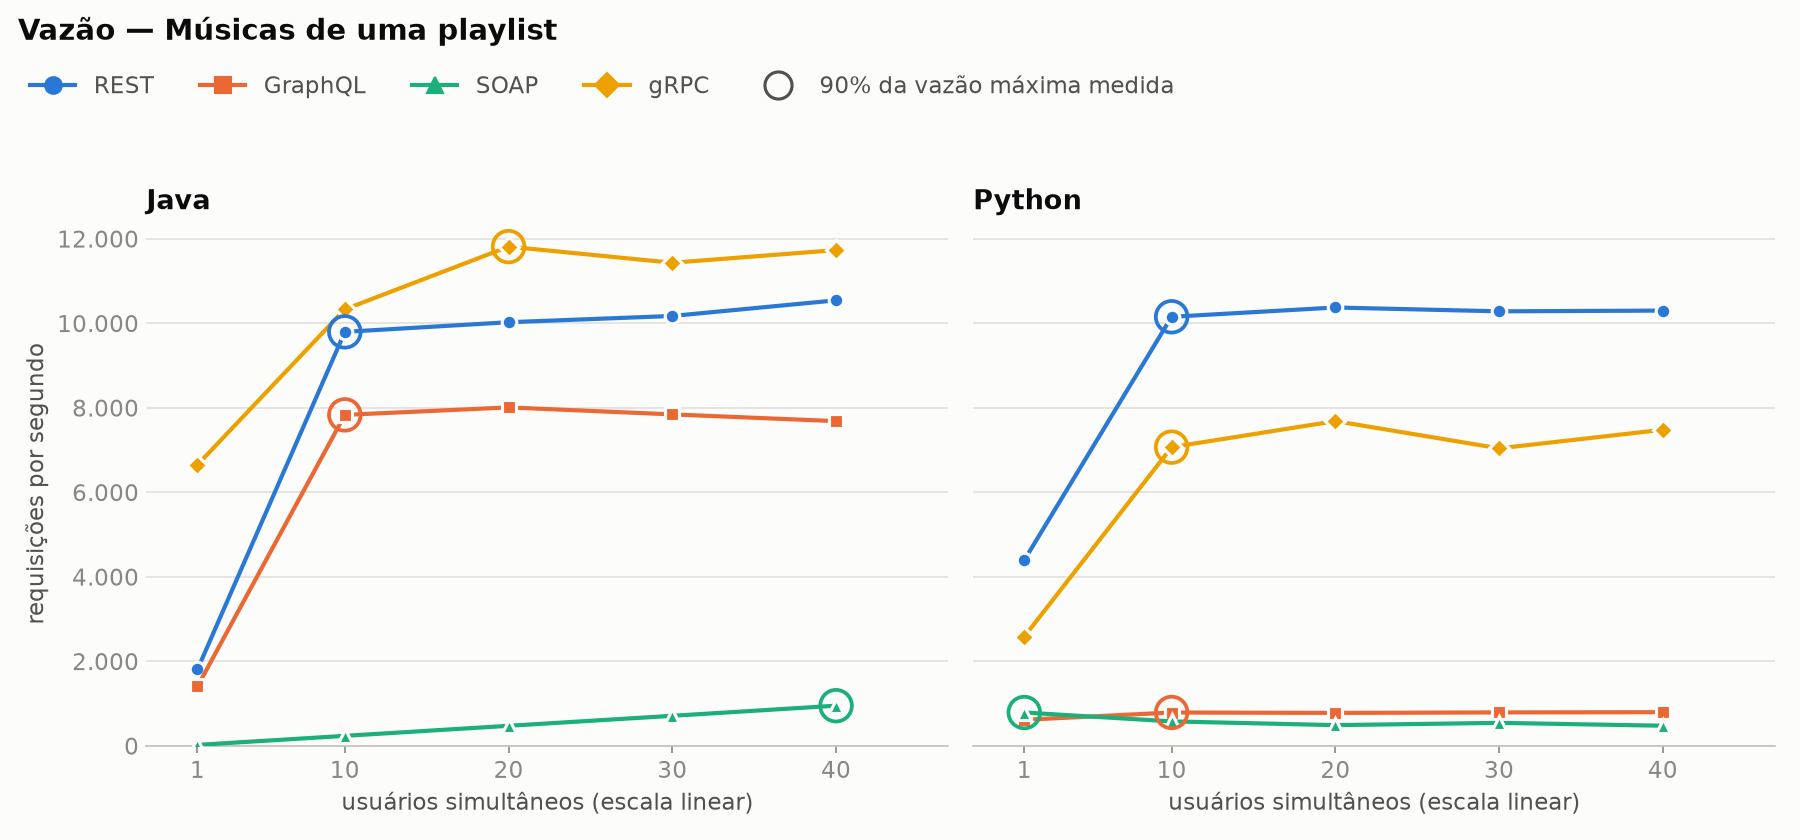 Vazão — Músicas de uma playlist
REST GraphQL SOAP gRPC 90% da vazão máxima medida
Java
requisições por segundo
12.000
10.000
8.000
6.000
4.000
2.000
0
1 10 20 30 40
usuários simultâneos (escala linear)
Python
1 10 20 30 40
usuários simultâneos (escala linear)